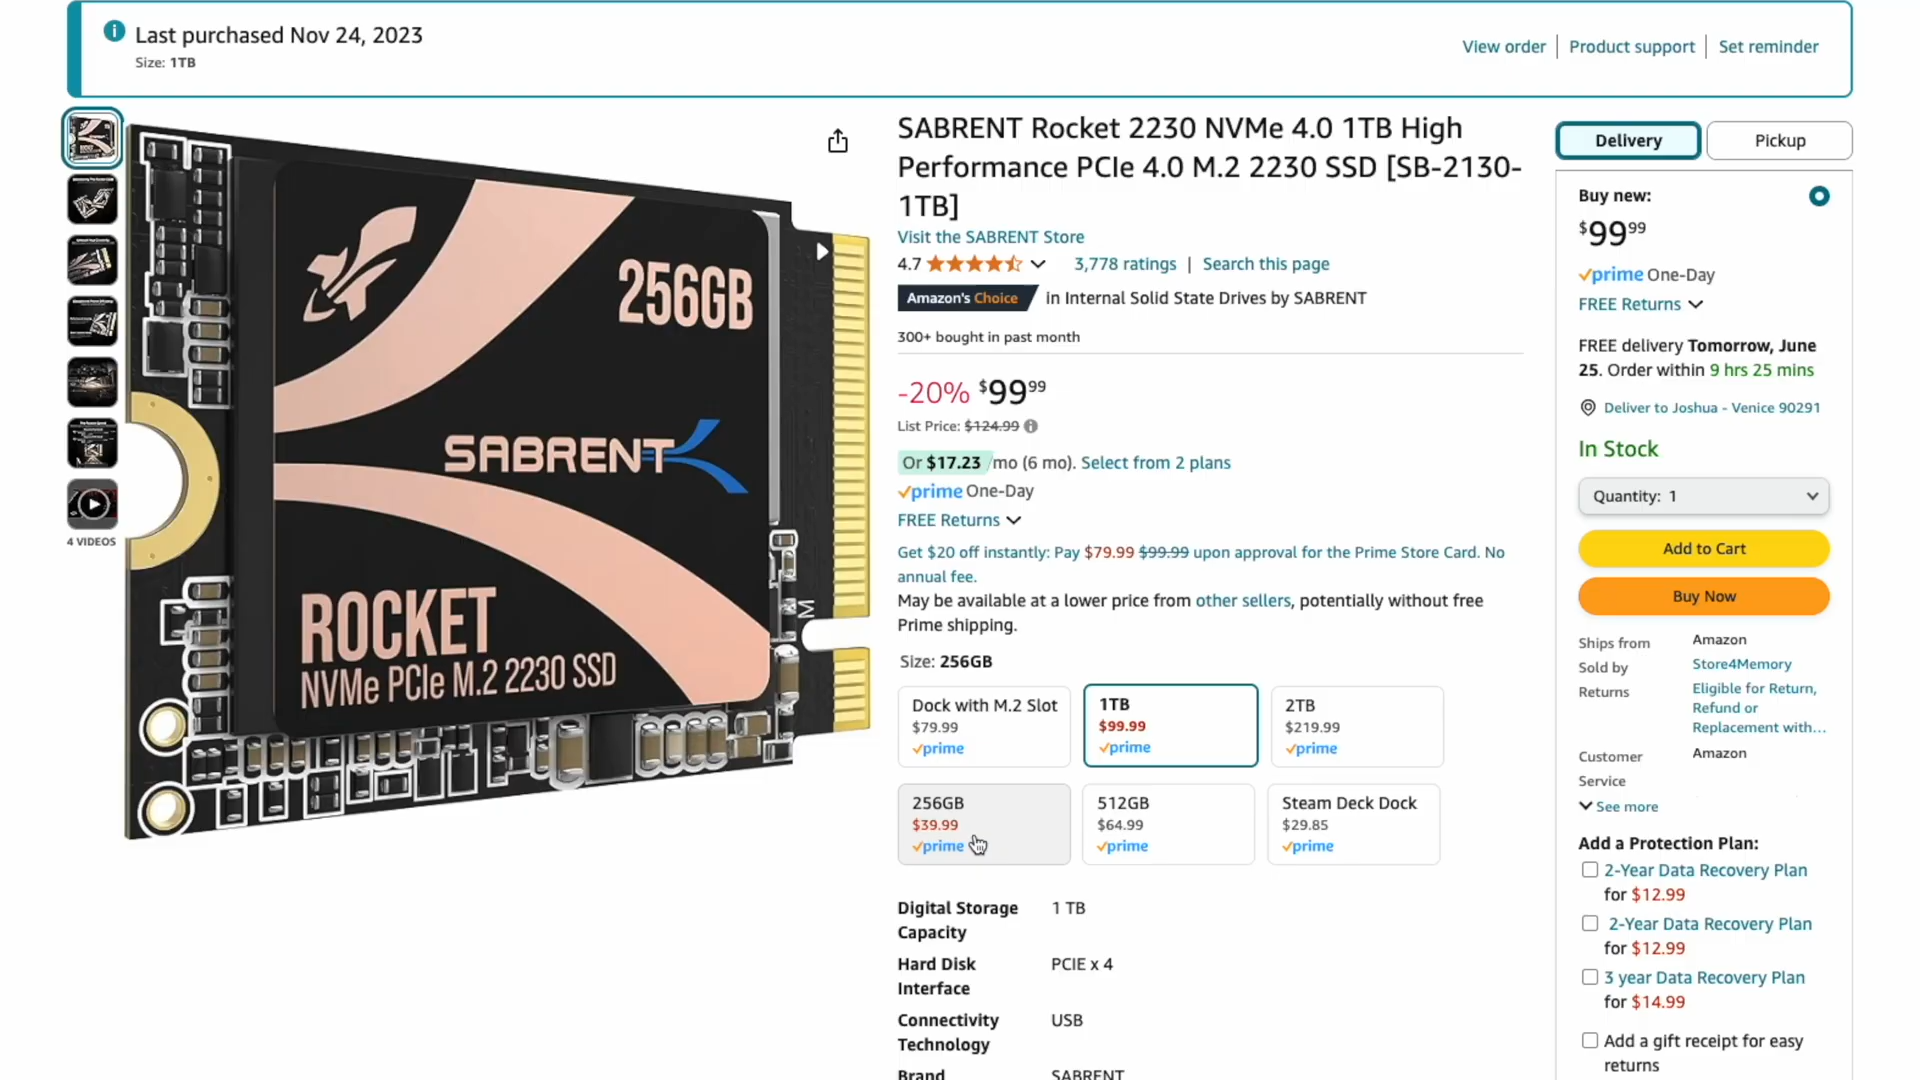 Last purchased Nov 24, 2023
Size: 1TB
View order
Product support
Set reminder
4 VIDEOS
256GB
SABRENT
ROCKET
NVMe PCIe M.2 2230 SSD
M
SABRENT Rocket 2230 NVMe 4.0 1TB High
Performance PCIe 4.0 M.2 2230 SSD [SB-2130-
1TB]
Visit the SABRENT Store
4.7
3,778 ratings | Search this page
Amazon's Choice in Internal Solid State Drives by SABRENT
300+ bought in past month
-20% $99 99
List Price: $124.99
Or $17.23 /mo (6 mo). Select from 2 plans
prime One-Day
FREE Returns
Get $20 off instantly: Pay $79.99 $99.99 upon approval for the Prime Store Card. No
annual fee.
May be available at a lower price from other sellers, potentially without free
Prime shipping.
Size: 256GB
Dock with M.2 Slot
$79.99
prime
1TB
$99.99
prime
2TB
$219.99
prime
256GB
$39.99
prime
512GB
$64.99
prime
Steam Deck Dock
$29.85
prime
Digital Storage
Capacity
1 TB
Hard Disk
Interface
PCIE x 4
Connectivity
Technology
USB
Brand
SABRENT
Delivery
Pickup
Buy new:
$99 99
prime One-Day
FREE Returns
FREE delivery Tomorrow, June
25. Order within 9 hrs 25 mins
Deliver to Joshua - Venice 90291
In Stock
Quantity: 1
Add to Cart
Buy Now
Ships from
Amazon
Sold by
Store4Memory
Returns
Eligible for Return,
Refund or
Replacement with...
Customer
Service
Amazon
See more
Add a Protection Plan:
2-Year Data Recovery Plan
for $12.99
2-Year Data Recovery Plan
for $12.99
3 year Data Recovery Plan
for $14.99
Add a gift receipt for easy
returns